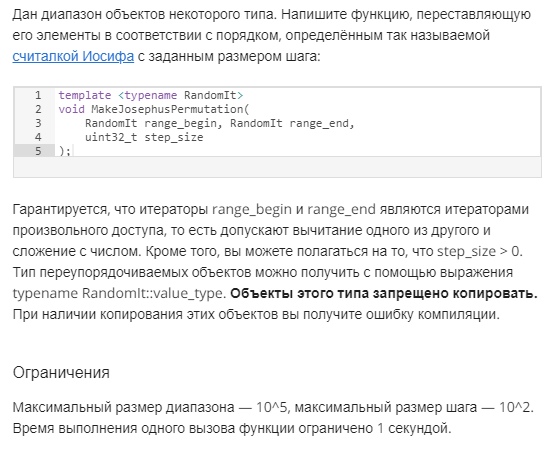 Дан диапазон объектов некоторого типа. Напишите функцию, переставляющую
его элементы в соответствии с порядком, определённым так называемой
считалкой Иосифа с заданным размером шага:
1 template <typename RandomIt>
2 void MakeJosephusPermutation(
3 RandomIt range_begin, RandomIt range_end,
4 uint32_t step_size
5 );
Гарантируется, что итераторы range_begin и range_end являются итераторами
произвольного доступа, то есть допускают вычитание одного из другого и
сложение с числом. Кроме того, вы можете полагаться на то, что step_size > 0.
Тип переупорядочиваемых объектов можно получить с помощью выражения
typename RandomIt::value_type. Объекты этого типа запрещено копировать.
При наличии копирования этих объектов вы получите ошибку компиляции.
Ограничения
Максимальный размер диапазона — 10^5, максимальный размер шага — 10^2.
Время выполнения одного вызова функции ограничено 1 секундой.